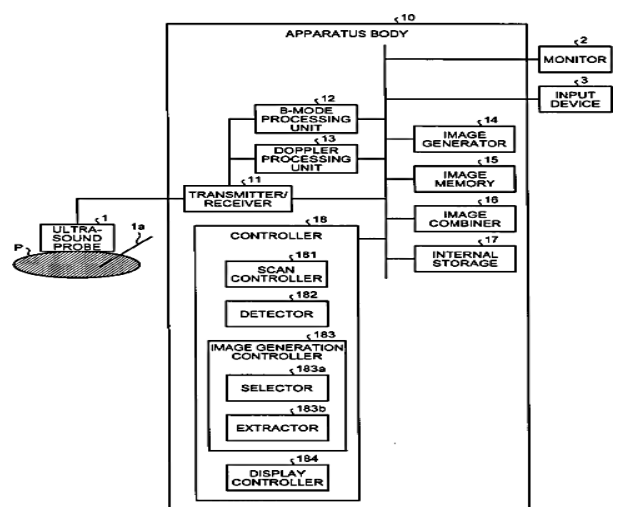 10
APPARATUS BODY
2
MONITOR
3
INPUT
DEVICE
12
B-MODE
PROCESSING
UNIT
13
DOPPLER
PROCESSING
UNIT
14
IMAGE
GENERATOR
15
IMAGE
MEMORY
11
TRANSMITTER/
RECEIVER
16
IMAGE
COMBINER
17
INTERNAL
STORAGE
1
ULTRA-
SOUND
PROBE
1a
P
18
CONTROLLER
181
SCAN
CONTROLLER
182
DETECTOR
183
IMAGE GENERATION
CONTROLLER
183a
SELECTOR
183b
EXTRACTOR
184
DISPLAY
CONTROLLER